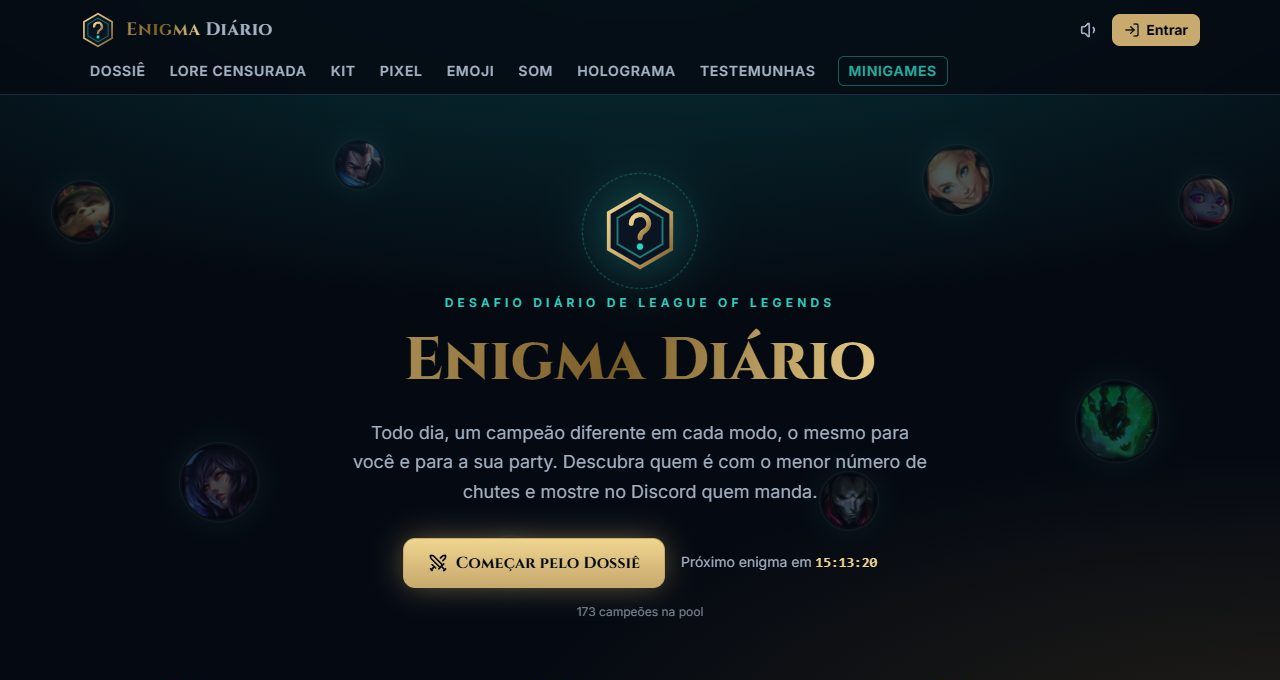 Enigma Diário
Entrar
DOSSIÊ LORE CENSURADA KIT PIXEL EMOJI SOM HOLOGRAMA TESTEMUNHAS MINIGAMES
?
DESAFIO DIÁRIO DE LEAGUE OF LEGENDS
Enigma Diário
Todo dia, um campeão diferente em cada modo, o mesmo para
você e para a sua party. Descubra quem é com o menor número de
chutes e mostre no Discord quem manda.
Começar pelo Dossiê
Próximo enigma em 15:13:20
173 campeões na pool